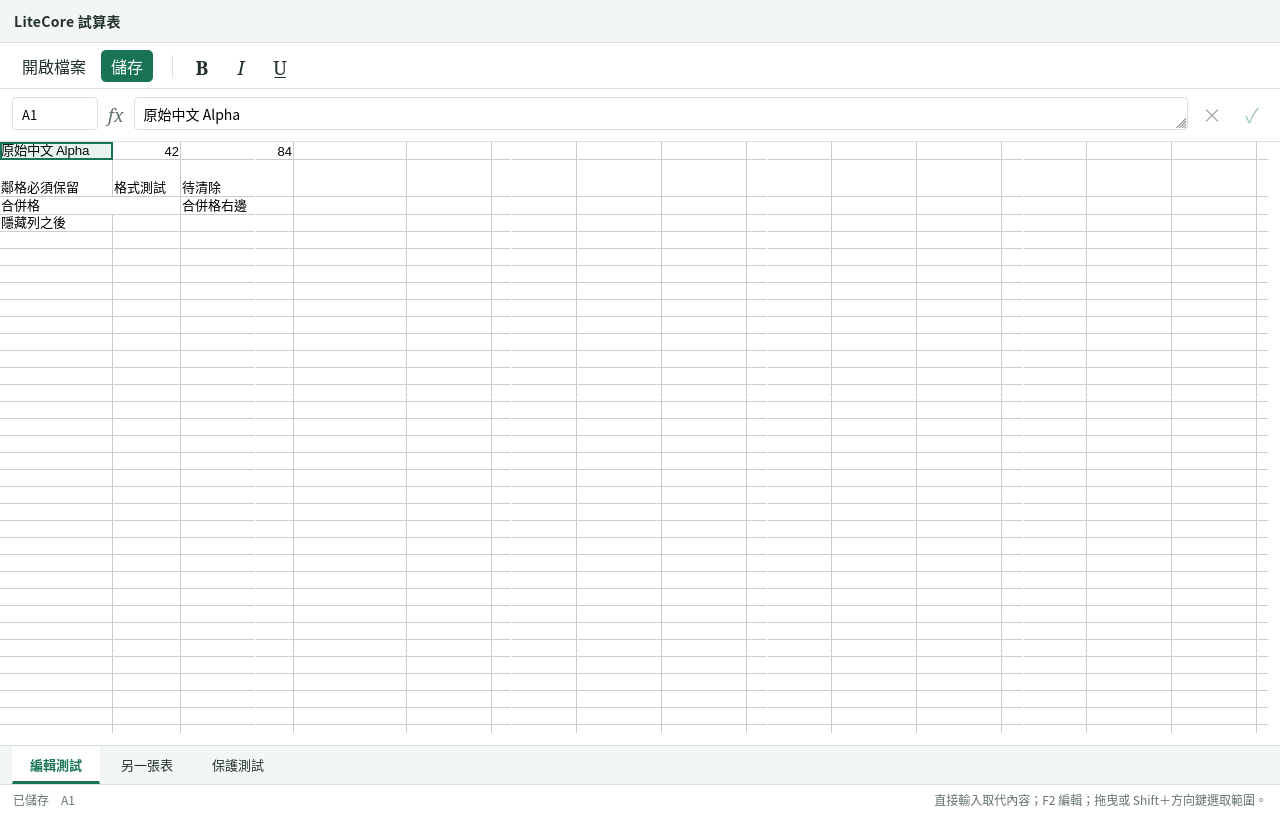 LiteCore 試算表
開啟檔案 儲存 B I U
A1 fx 原始中文 Alpha
原始中文 Alpha 42 84
鄰格必須保留 格式測試 待清除
合併格 合併格右邊
隱藏列之後
編輯測試 另一張表 保護測試
已儲存 A1 直接輸入取代內容；F2 編輯；拖曳或 Shift＋方向鍵選取範圍。